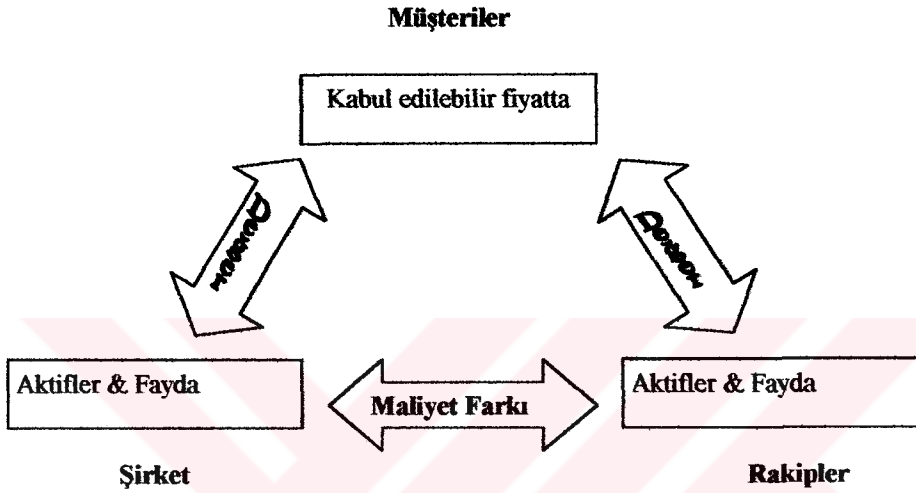 Müşteriler
Kabul edilebilir fiyatta
Aktifler & Fayda
Maliyet Farkı
Aktifler & Fayda
Şirket
Rakipler